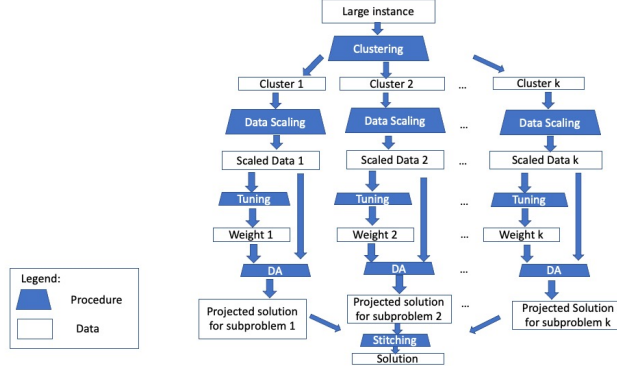 Large instance
Clustering
Cluster 1
Cluster 2
...
Cluster k
Data Scaling
Data Scaling
...
Data Scaling
Scaled Data 1
Scaled Data 2
...
Scaled Data k
Tuning
Tuning
...
Tuning
Weight 1
Weight 2
...
Weight k
DA
DA
...
DA
Projected solution
for subproblem 1
Projected solution
for subproblem 2
...
Projected Solution
for subproblem k
Stitching
Solution
Legend:
Procedure
Data